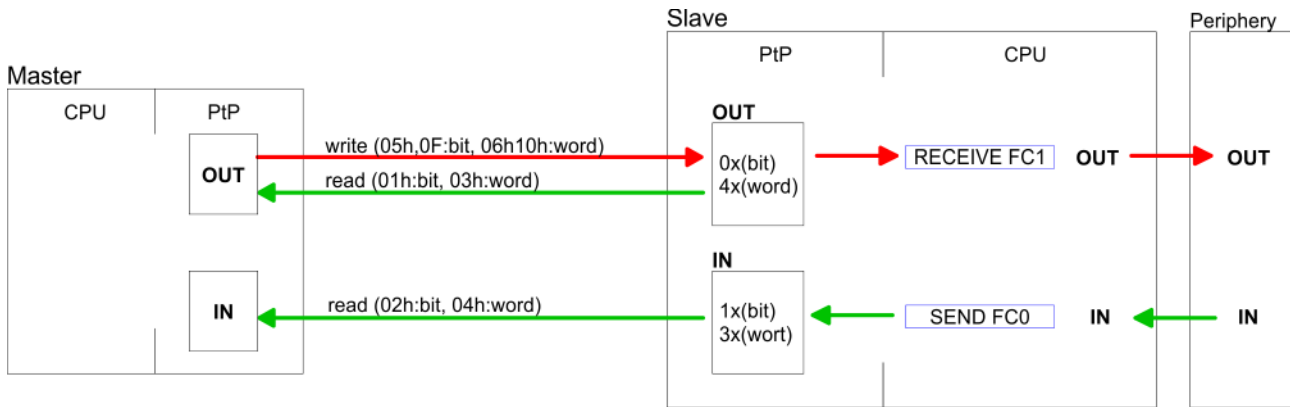 Slave
Periphery
PtP
CPU
Master
CPU
PtP
OUT
write (05h,0F:bit, 06h10h:word)
OUT
read (01h:bit, 03h:word)
0x(bit)
4x(word)
RECEIVE FC1
OUT
OUT
IN
IN
read (02h:bit, 04h:word)
1x(bit)
3x(wort)
SEND FC0
IN
IN